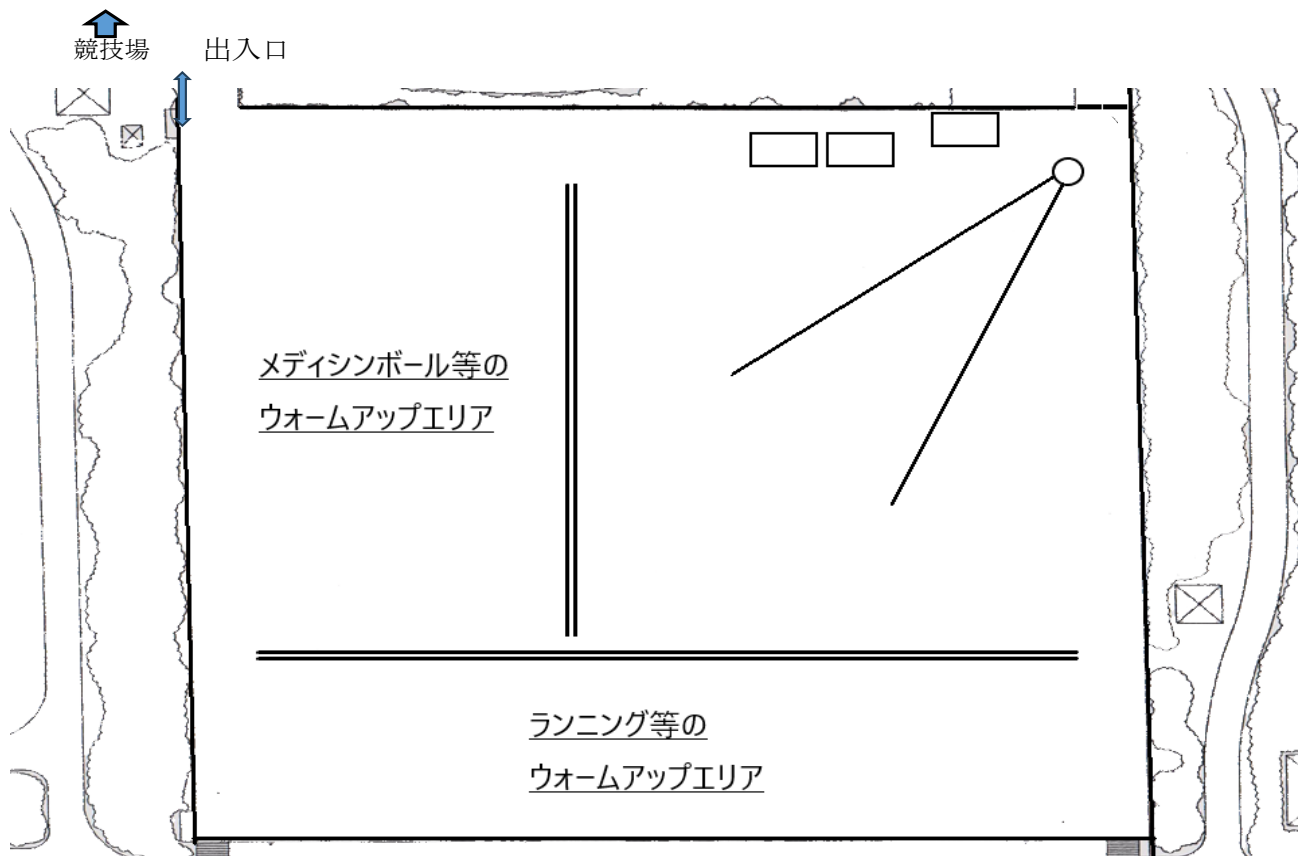 競技場 出入口
メディシンボール等の
ウォームアップエリア
ランニング等の
ウォームアップエリア